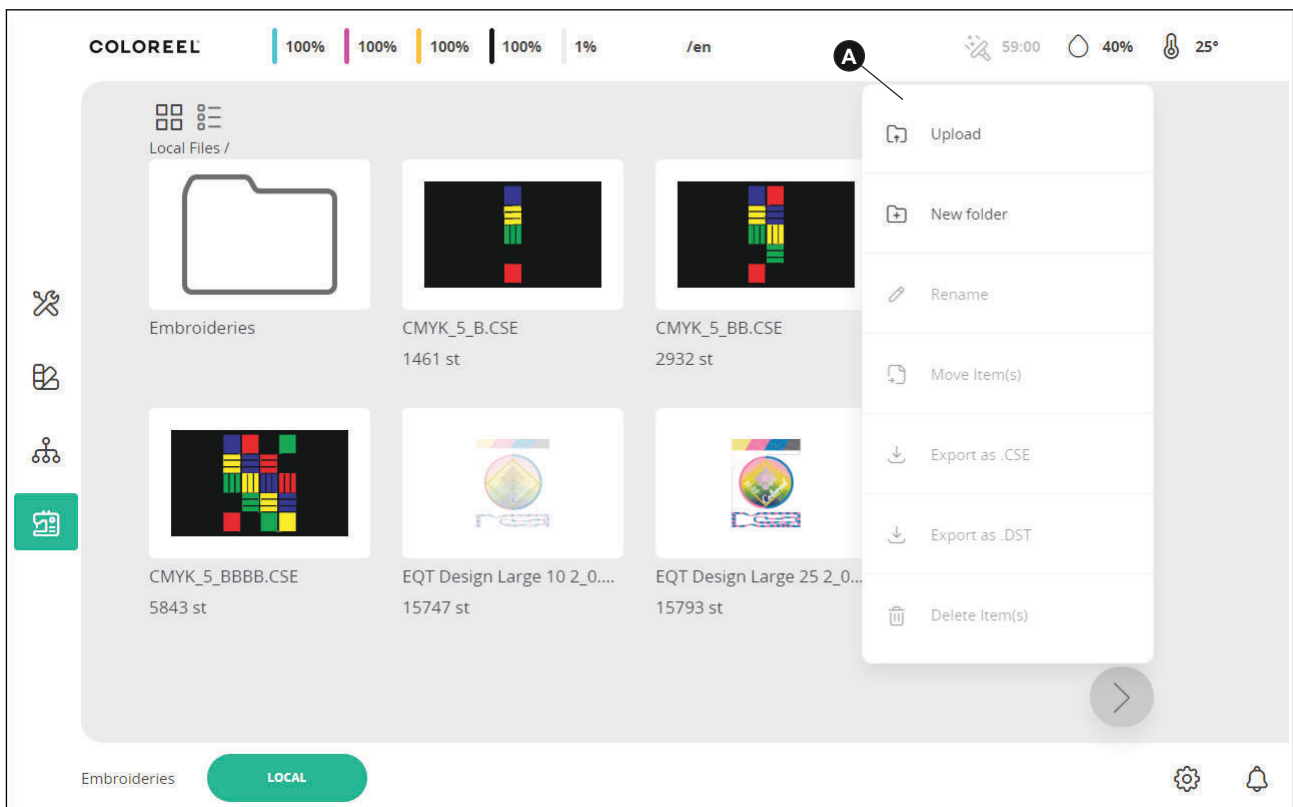 COLOREEL 100% 100% 100% 100% 1% /en 59:00 40% 25°
A
Local Files /
Upload
New folder
Rename
Move Item(s)
Export as .CSE
Export as .DST
Delete Item(s)
Embroideries
CMYK_5_B.CSE
1461 st
CMYK_5_BB.CSE
2932 st
CMYK_5_BBBB.CSE
5843 st
EQT Design Large 10 2_0....
15747 st
EQT Design Large 25 2_0...
15793 st
Embroideries LOCAL